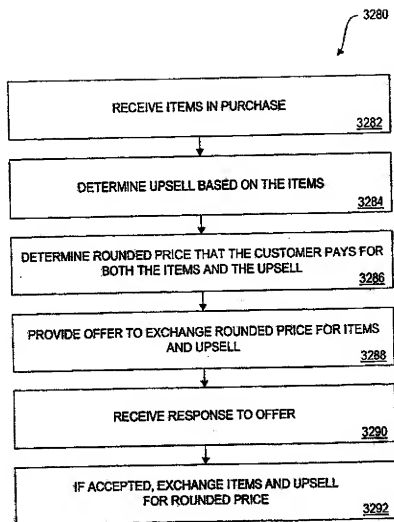 3280
RECEIVE ITEMS IN PURCHASE
3282
DETERMINE UPSELL BASED ON THE ITEMS
3284
DETERMINE ROUNDED PRICE THAT THE CUSTOMER PAYS FOR
BOTH THE ITEMS AND THE UPSELL
3286
PROVIDE OFFER TO EXCHANGE ROUNDED PRICE FOR ITEMS
AND UPSELL
3288
RECEIVE RESPONSE TO OFFER
3290
IF ACCEPTED, EXCHANGE ITEMS AND UPSELL
FOR ROUNDED PRICE
3292